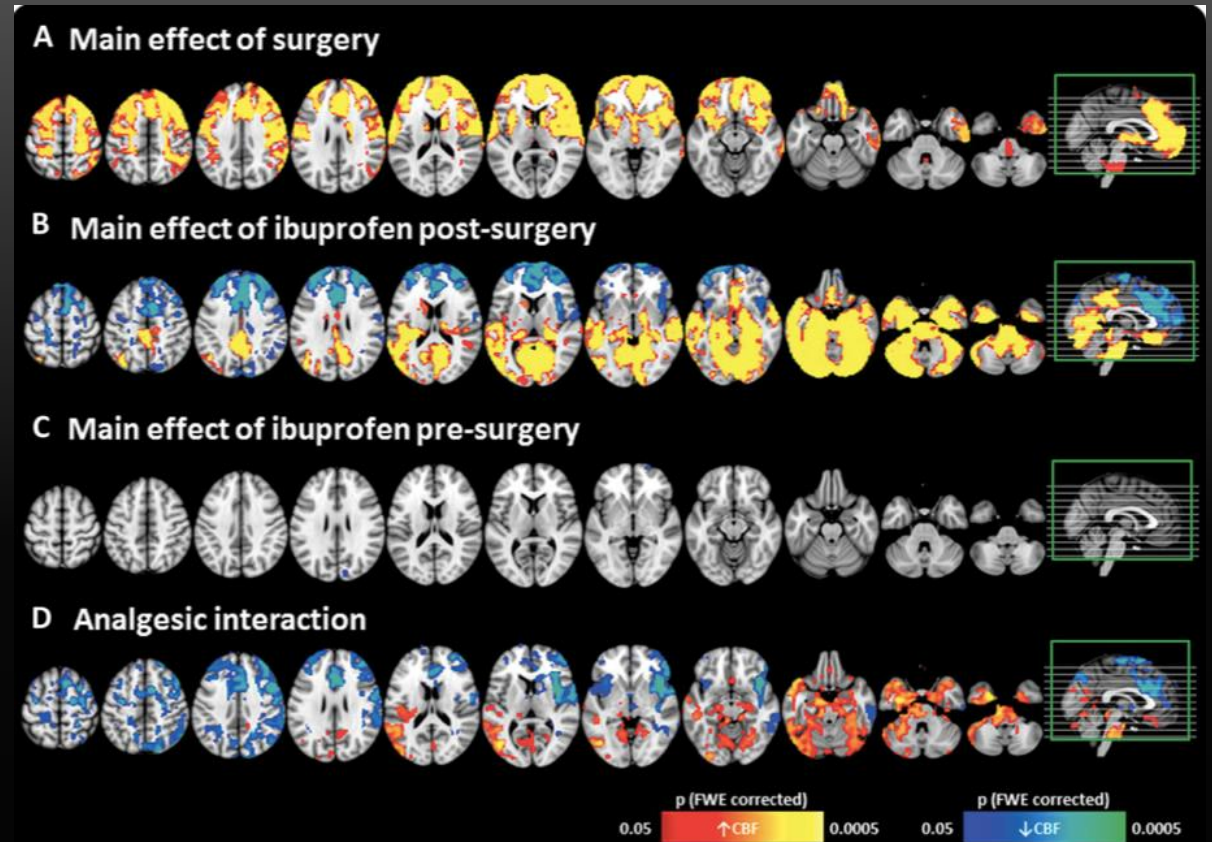 A Main effect of surgery
B Main effect of ibuprofen post-surgery
C Main effect of ibuprofen pre-surgery
D Analgesic interaction
p (FWE corrected) p (FWE corrected)
0.05 ↑CBF 0.0005 0.05 ↓CBF 0.0005